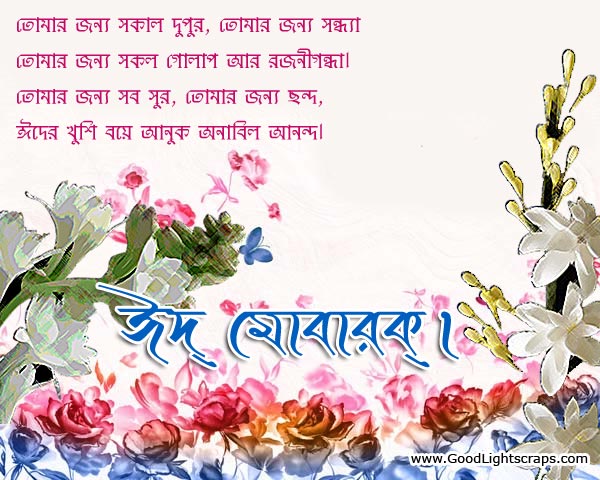 তোমার জন্য সকাল দুপুর, তোমার জন্য সন্ধ্যা
তোমার জন্য সকল গোলাপ আর রজনীগন্ধা।
তোমার জন্য সব সুর, তোমার জন্য ছন্দ,
ঈদের খুশি বয়ে আনুক অনাবিল আনন্দ।
ঈদ্ মোবারক্।
www.GoodLightscraps.com